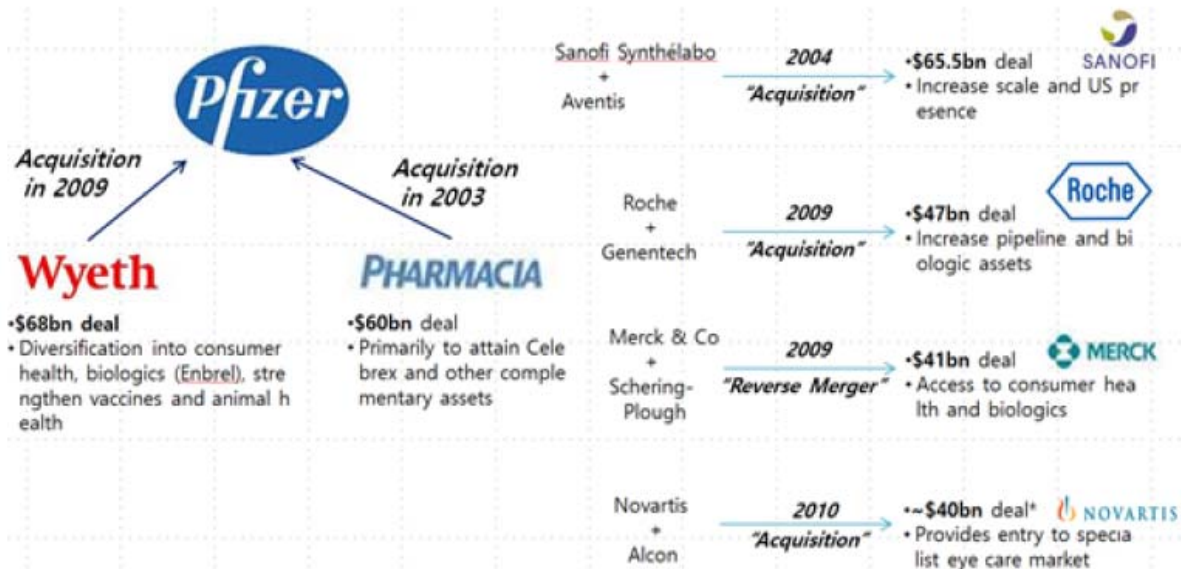 Pfizer
Acquisition
in 2009
Acquisition
in 2003
Wyeth
•$68bn deal
• Diversification into consumer
health, biologics (Enbrel), stre
ngthen vaccines and animal h
ealth
PHARMACIA
•$60bn deal
• Primarily to attain Cele
brex and other comple
mentary assets
Sanofi Synthélabo
+
Aventis
2004
"Acquisition"
•$65.5bn deal
• Increase scale and US pr
esence
SANOFI
Roche
+
Genentech
2009
"Acquisition"
•$47bn deal
• Increase pipeline and bi
ologic assets
Roche
Merck & Co
+
Schering-
Plough
2009
"Reverse Merger"
•$41bn deal
• Access to consumer hea
lth and biologics
MERCK
Novartis
+
Alcon
2010
"Acquisition"
•~$40bn deal*
• Provides entry to specia
list eye care market
NOVARTIS